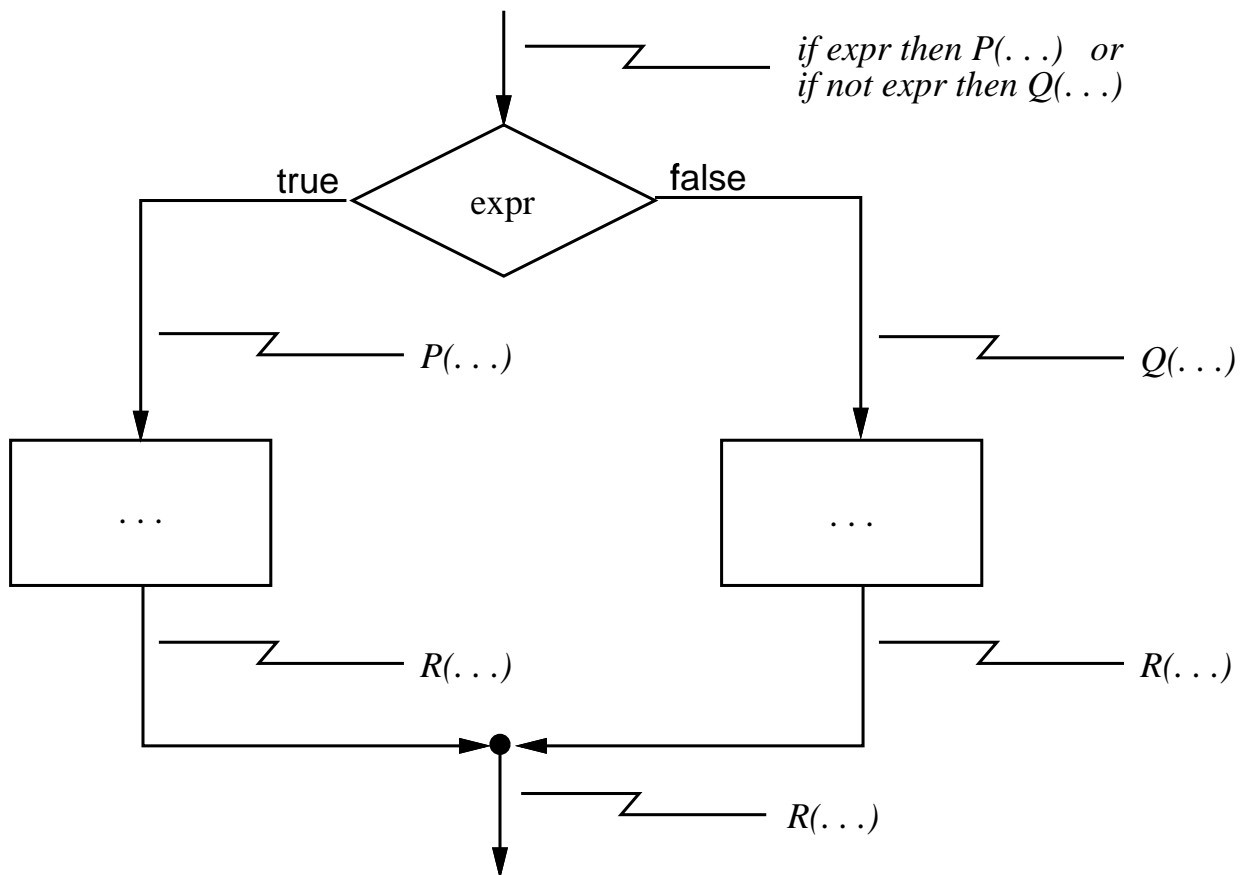 if expr then P(. . .) or
if not expr then Q(. . .)
true
false
expr
P(. . .)
Q(. . .)
. . .
. . .
R(. . .)
R(. . .)
R(. . .)